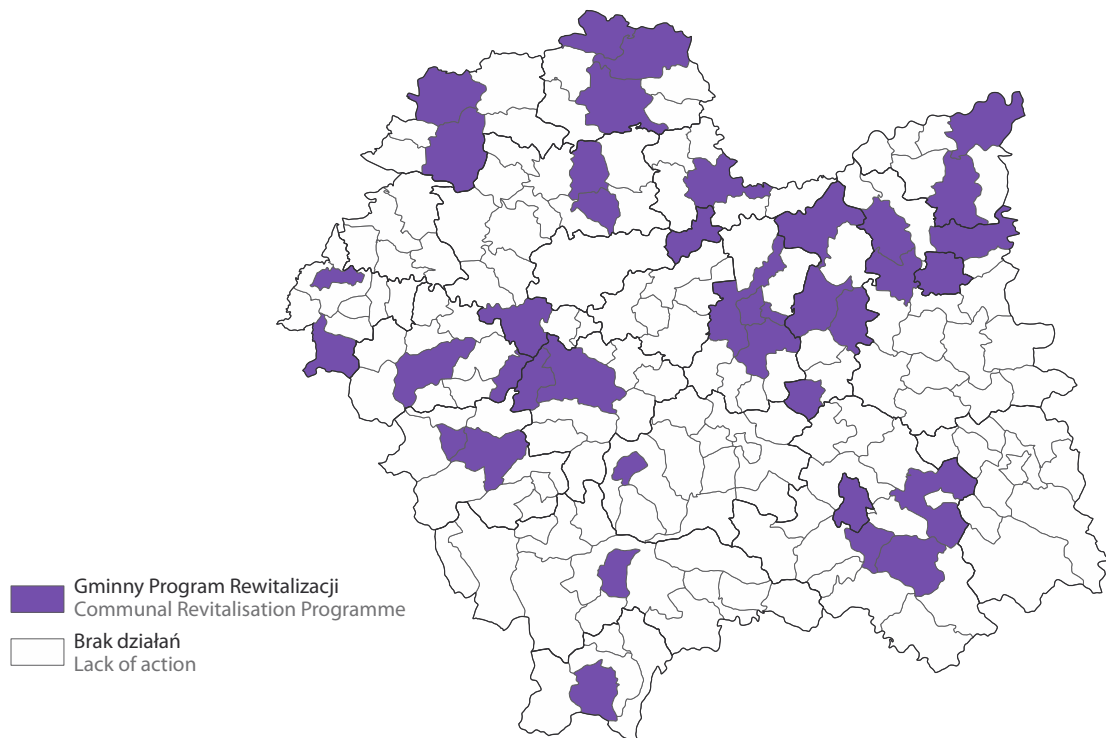 Gminny Program Rewitalizacji
Communal Revitalisation Programme
Brak działań
Lack of action